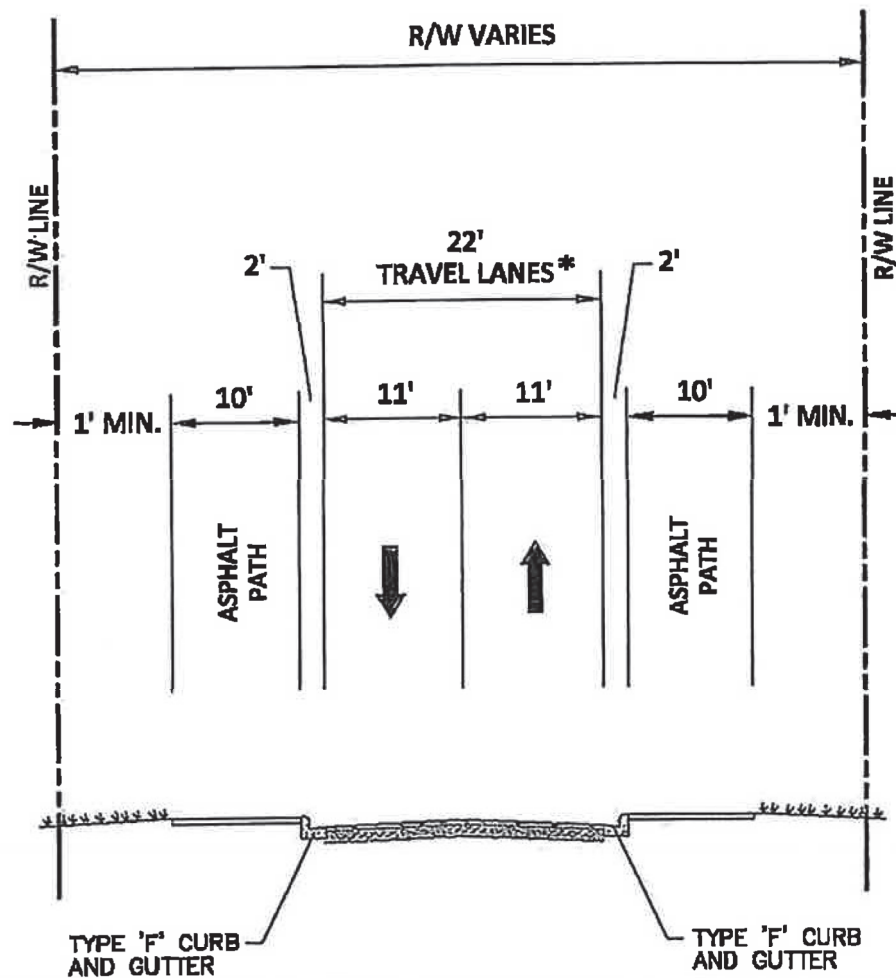 R/W VARIES
R/W LINE
R/W LINE
22'
TRAVEL LANES*
2'
2'
10'
11'
11'
10'
1' MIN.
1' MIN.
ASPHALT
PATH
ASPHALT
PATH
TYPE 'F' CURB
AND GUTTER
TYPE 'F' CURB
AND GUTTER